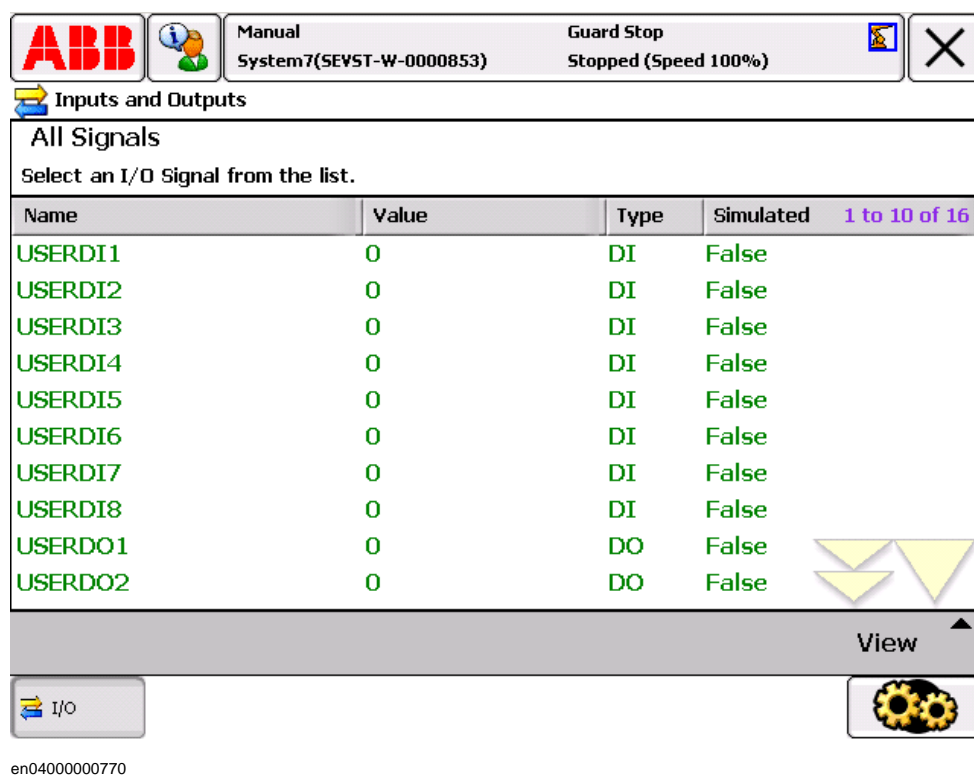 ABB
Manual Guard Stop
System7(SEVST-W-0000853) Stopped (Speed 100%)
Inputs and Outputs
All Signals
Select an I/O Signal from the list.
Name Value Type Simulated 1 to 10 of 16
USERDI1 0 DI False
USERDI2 0 DI False
USERDI3 0 DI False
USERDI4 0 DI False
USERDI5 0 DI False
USERDI6 0 DI False
USERDI7 0 DI False
USERDI8 0 DI False
USERDO1 0 DO False
USERDO2 0 DO False
View
I/O
en04000000770